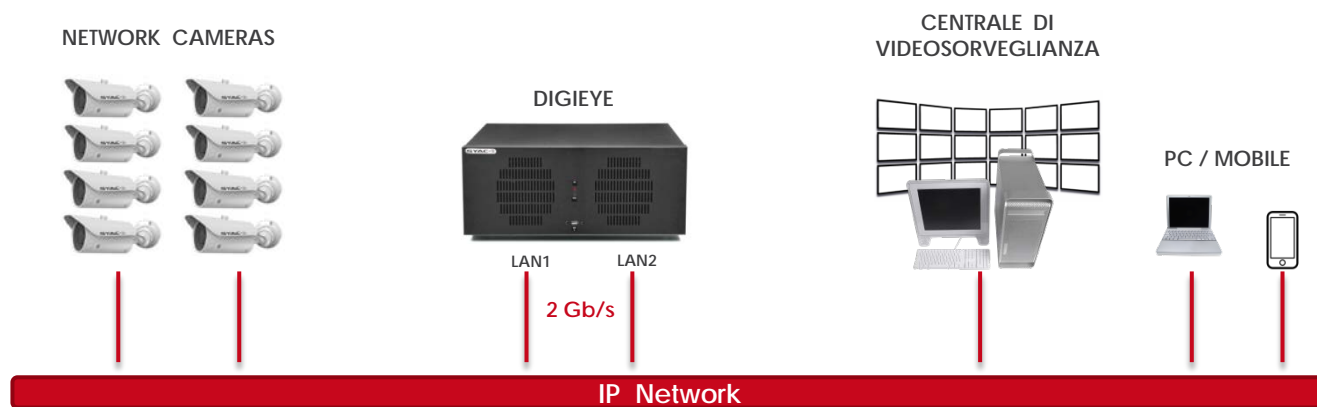 NETWORK CAMERAS
DIGIEYE
CENTRALE DI
VIDEOSORVEGLIANZA
PC / MOBILE
LAN1
LAN2
2 Gb/s
IP Network